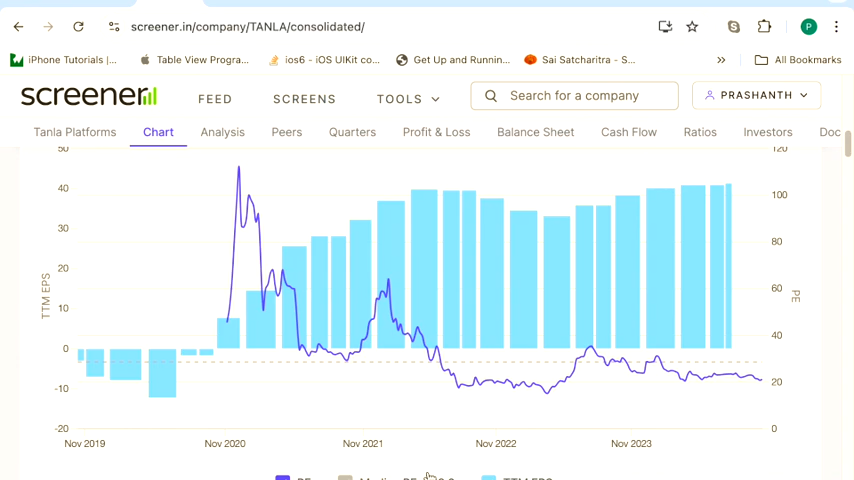 screener.in/company/TANLA/consolidated/
P
iPhone Tutorials |... Table View Progra... ios6 - iOS UIKit co... Get Up and Runnin... Sai Satcharitra - S... » All Bookmarks
screener FEED SCREENS TOOLS Search for a company PRASHANTH
Tanla Platforms Chart Analysis Peers Quarters Profit & Loss Balance Sheet Cash Flow Ratios Investors Doc
50 120
40 100
30
80
20
60
10
0 40
-10
20
-20 0
TTM EPS
PE
Nov 2019 Nov 2020 Nov 2021 Nov 2022 Nov 2023
PE TTM EPS